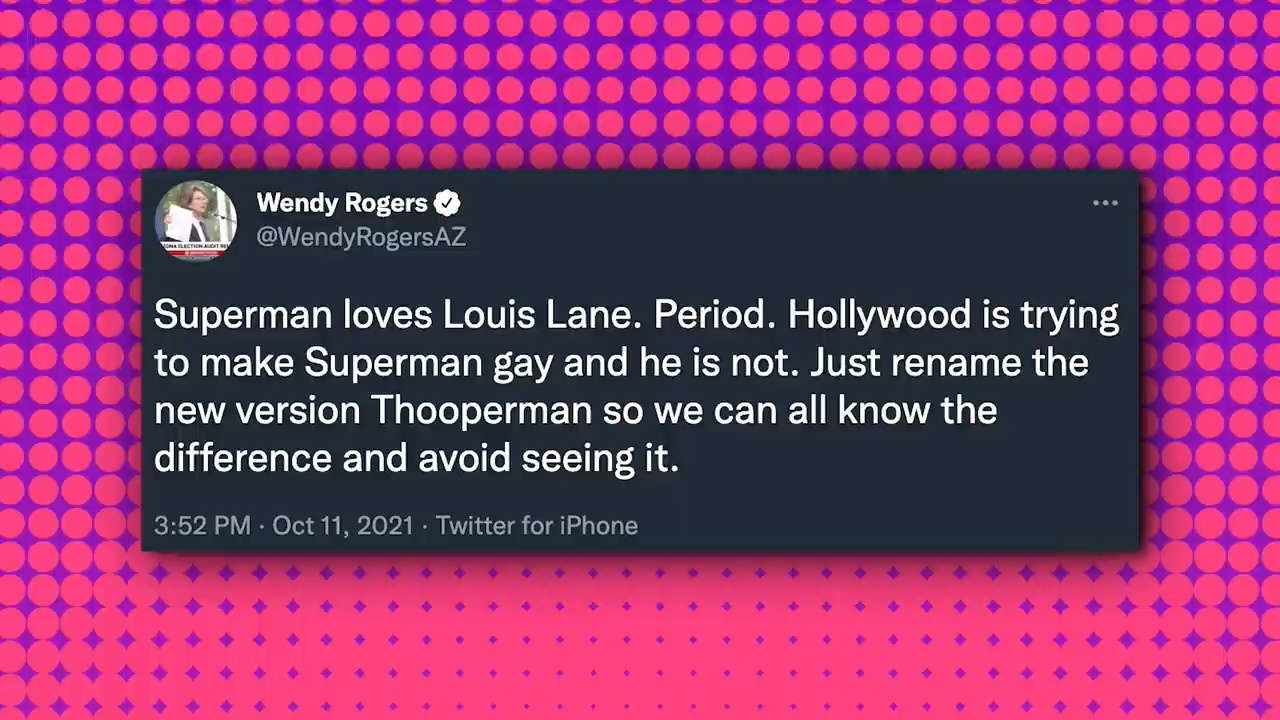 Wendy Rogers
@WendyRogersAZ
Superman loves Louis Lane. Period. Hollywood is trying
to make Superman gay and he is not. Just rename the
new version Thooperman so we can all know the
difference and avoid seeing it.
3:52 PM · Oct 11, 2021 · Twitter for iPhone